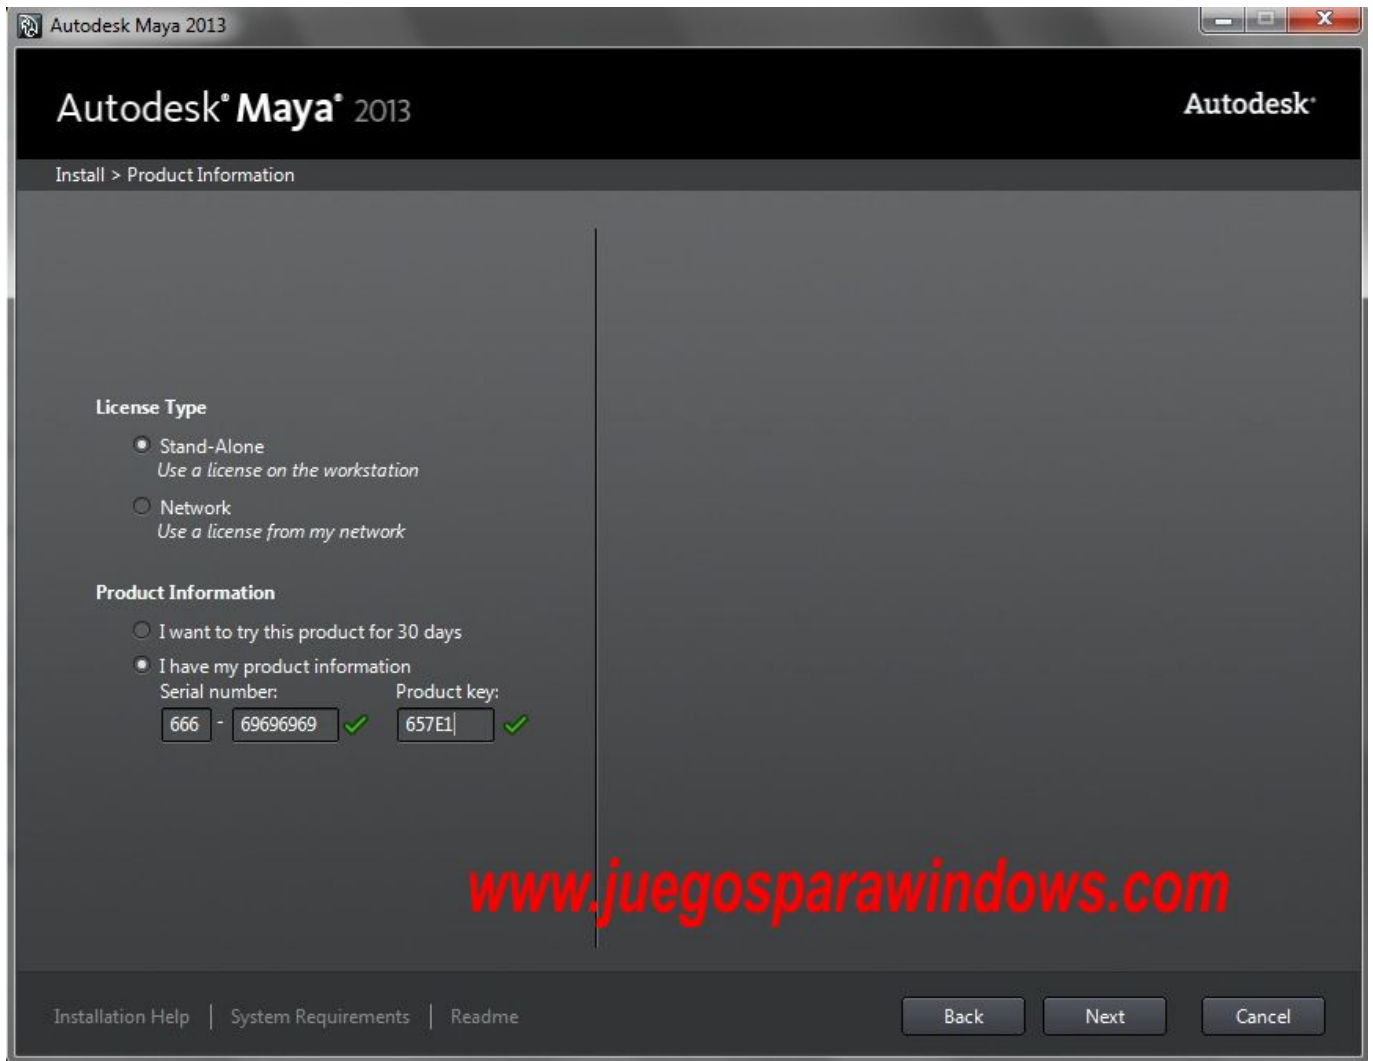 Autodesk Maya 2013
Autodesk® Maya® 2013
Autodesk®
Install > Product Information
License Type
Stand-Alone
Use a license on the workstation
Network
Use a license from my network
Product Information
I want to try this product for 30 days
I have my product information
Serial number: Product key:
666 - 69696969 657E1
www.juegosparawindows.com
Installation Help | System Requirements | Readme
Back Next Cancel